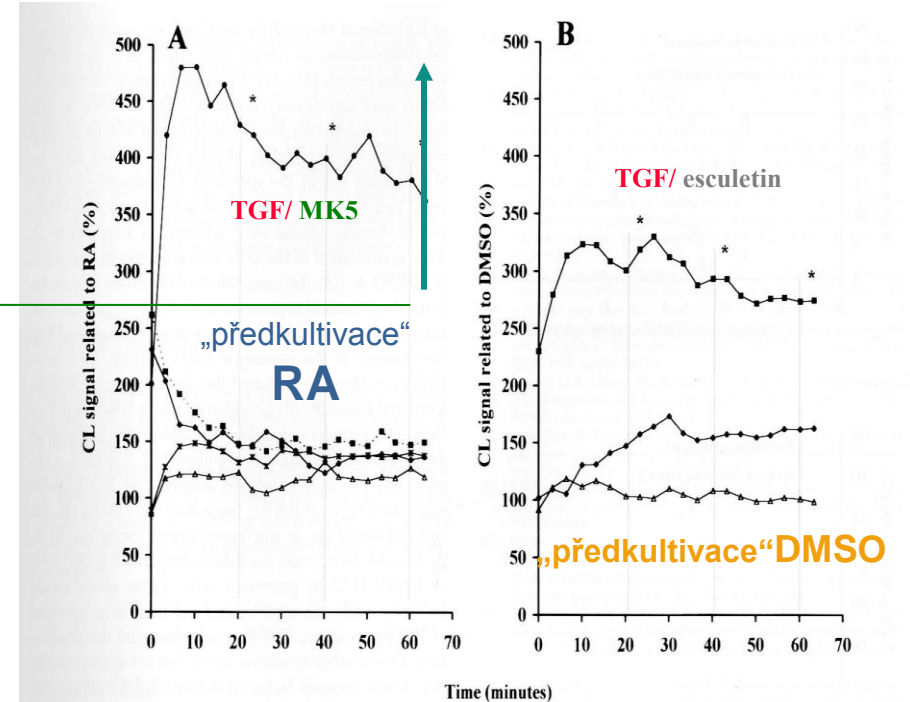 A
B
CL signal related to RA (%)
500
450
400
350
300
250
200
150
100
50
0
*
*
TGF/ MK5
„předkultivace“
RA
0 10 20 30 40 50 60 70
CL signal related to DMSO (%)
500
450
400
350
300
250
200
150
100
50
0
TGF/ esculetin
*
*
*
„předkultivace“DMSO
0 10 20 30 40 50 60 70
Time (minutes)